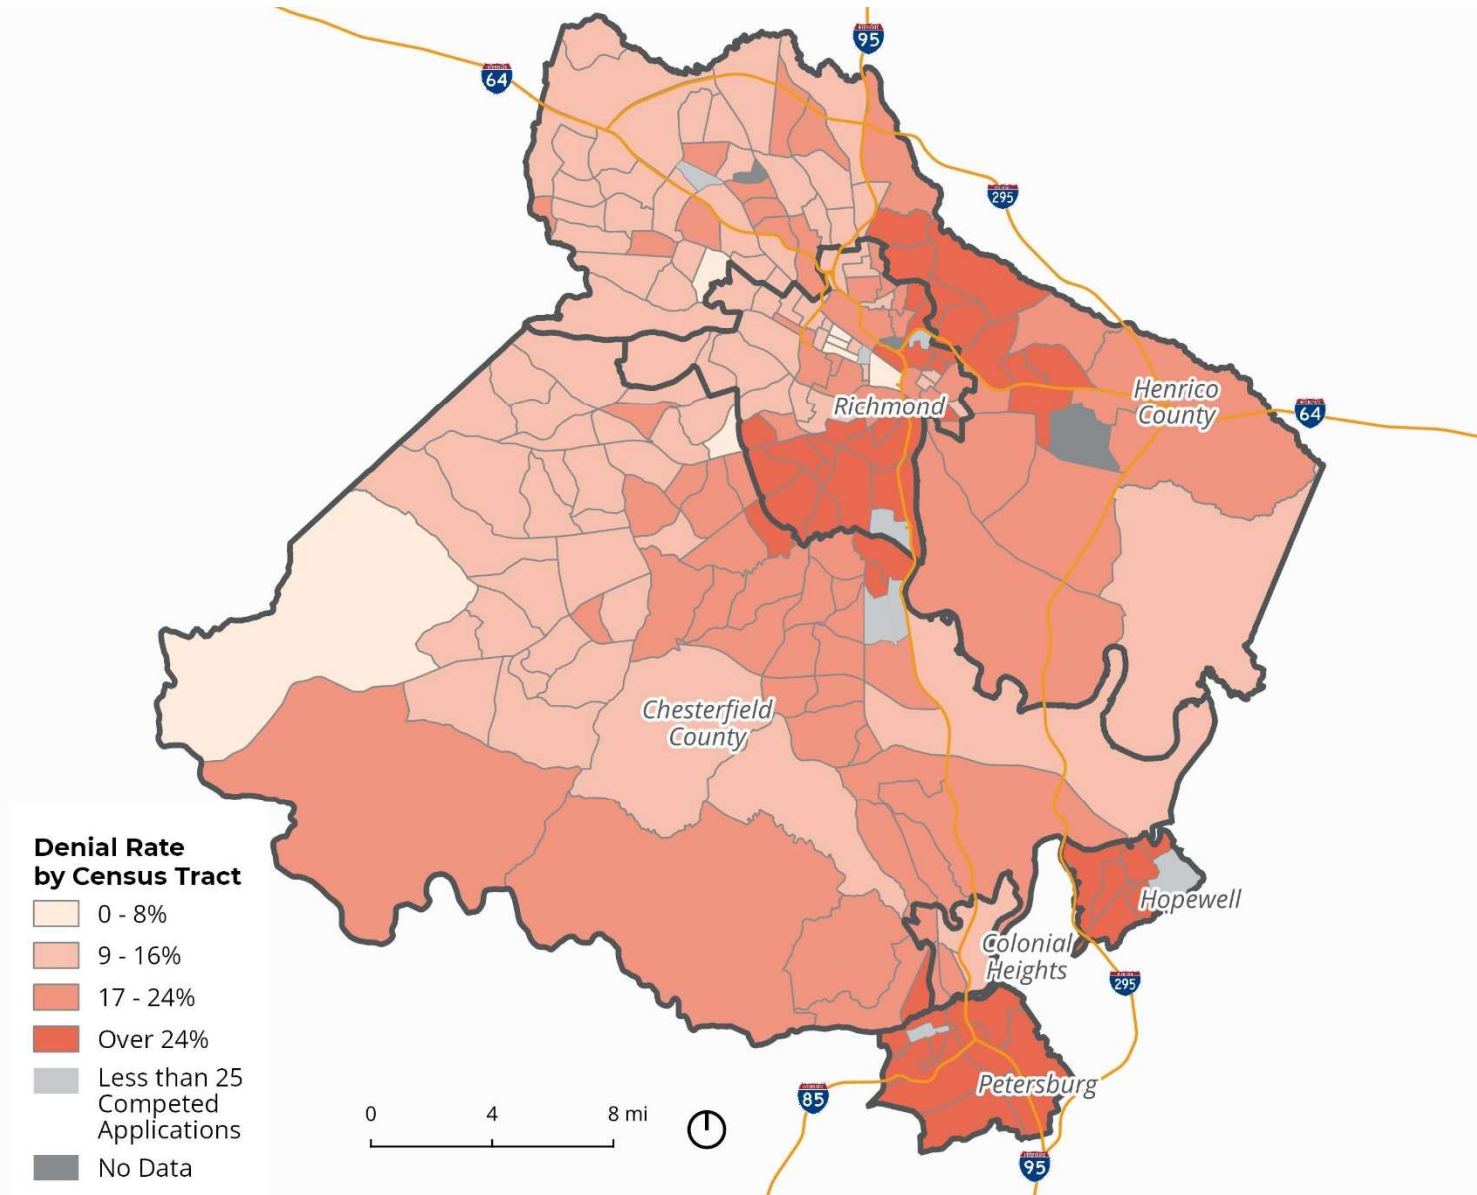 95
64
295
Henrico
County
64
Richmond
Chesterfield
County
Denial Rate
by Census Tract
0 - 8%
9 - 16%
17 - 24%
Over 24%
Less than 25
Competed
Applications
No Data
Hopewell
Colonial
Heights
295
Petersburg
85
95
0 4 8 mi